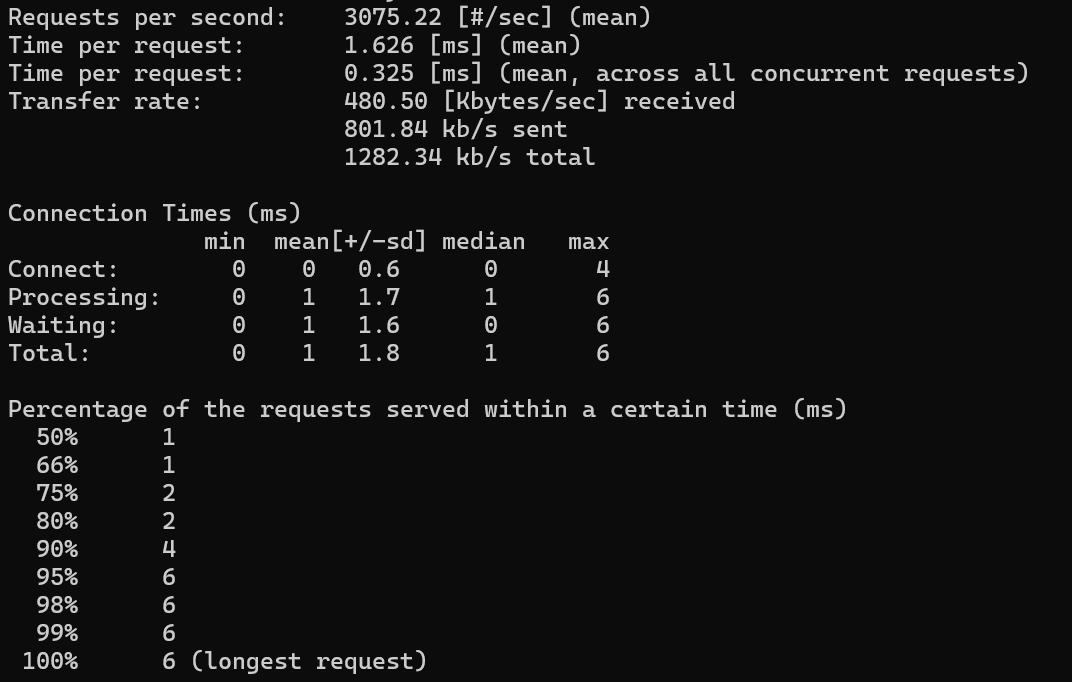 Requests per second:    3075.22 [#/sec] (mean)
Time per request:       1.626 [ms] (mean)
Time per request:       0.325 [ms] (mean, across all concurrent requests)
Transfer rate:          480.50 [Kbytes/sec] received
                        801.84 kb/s sent
                        1282.34 kb/s total

Connection Times (ms)
              min  mean[+/-sd] median   max
Connect:        0    0   0.6      0       4
Processing:     0    1   1.7      1       6
Waiting:        0    1   1.6      0       6
Total:          0    1   1.8      1       6

Percentage of the requests served within a certain time (ms)
  50%      1
  66%      1
  75%      2
  80%      2
  90%      4
  95%      6
  98%      6
  99%      6
 100%      6 (longest request)